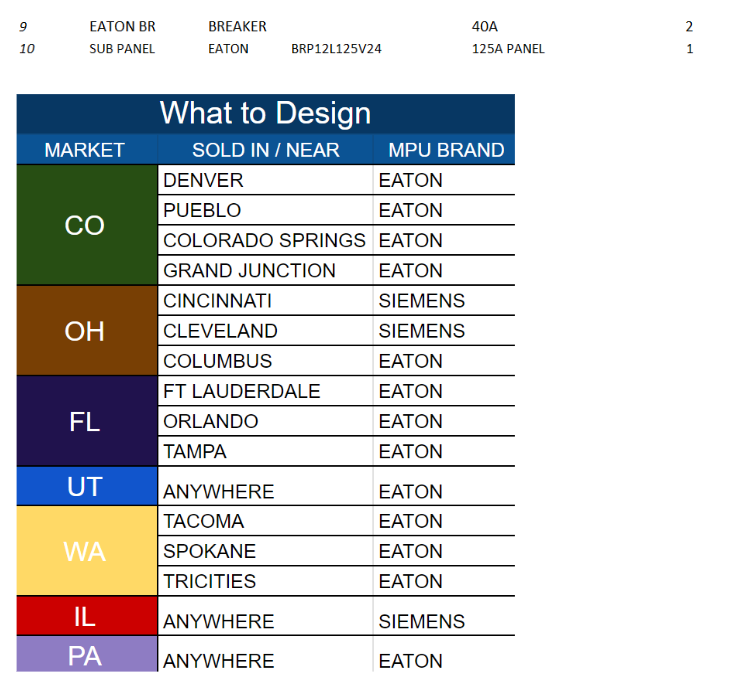 9 EATON BR BREAKER 40A 2
10 SUB PANEL EATON BRP12L125V24 125A PANEL 1
What to Design
MARKET SOLD IN / NEAR MPU BRAND
CO DENVER EATON
PUEBLO EATON
COLORADO SPRINGS EATON
GRAND JUNCTION EATON
OH CINCINNATI SIEMENS
CLEVELAND SIEMENS
COLUMBUS EATON
FL FT LAUDERDALE EATON
ORLANDO EATON
TAMPA EATON
UT ANYWHERE EATON
WA TACOMA EATON
SPOKANE EATON
TRICITIES EATON
IL ANYWHERE SIEMENS
PA ANYWHERE EATON